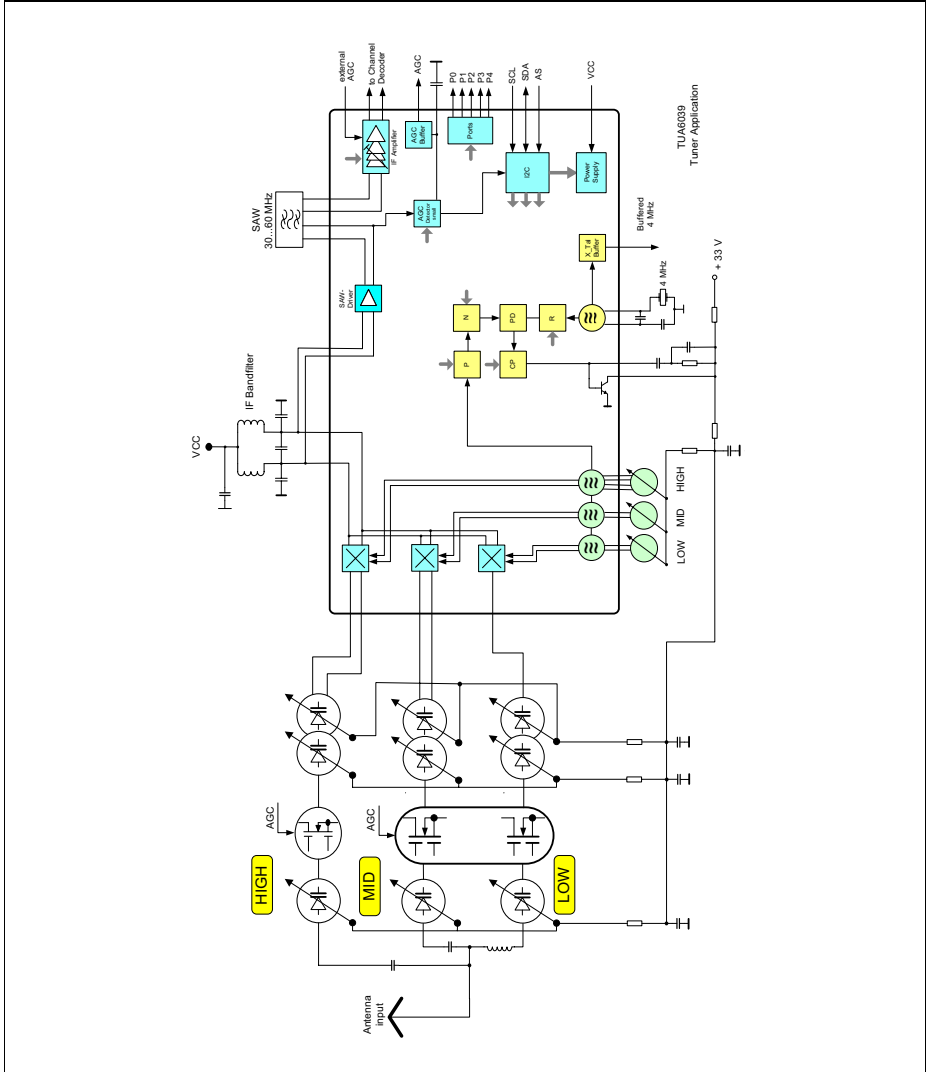 external
AGC
to Channel
Decoder
AGC
P0
P1
P2
P3
P4
SCL
SDA
AS
VCC
IF Amplifier
AGC
Buffer
Ports
I2C
Power
Supply
TUA6039
Tuner Application
SAW
30...60 MHz
AGC
Detector
X_Tal
Buffer
Buffered
4 MHz
4 MHz
+ 33 V
SAW-
Driver
N
PD
R
P
CP
IF Bandfilter
VCC
HIGH
MID
LOW
AGC
AGC
HIGH
MID
LOW
Antenna
input